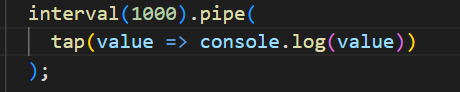 interval(1000).pipe(
  tap(value => console.log(value))
);